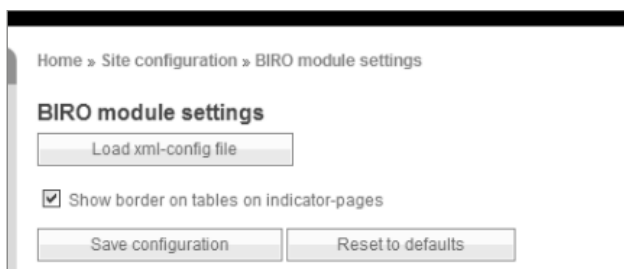 Home » Site configuration » BIRO module settings
BIRO module settings
Load xml-config file
Show border on tables on indicator-pages
Save configuration Reset to defaults